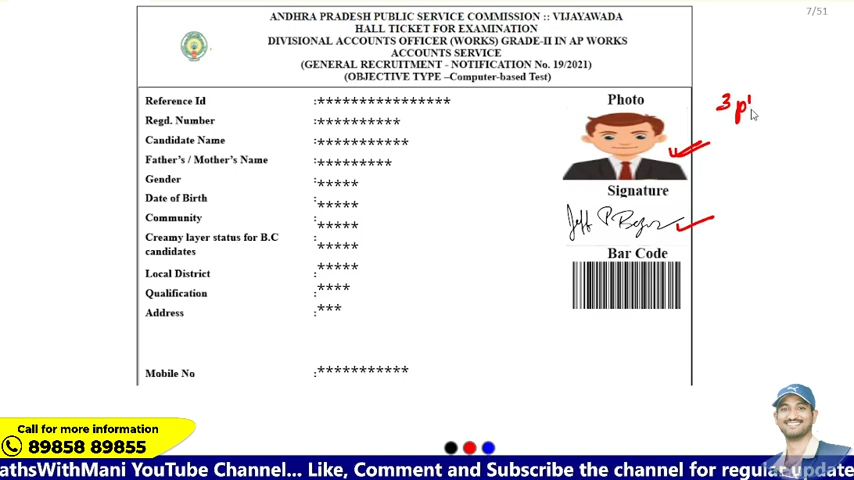 7/51
ANDHRA PRADESH PUBLIC SERVICE COMMISSION :: VIJAYAWADA
HALL TICKET FOR EXAMINATION
DIVISIONAL ACCOUNTS OFFICER (WORKS) GRADE-II IN AP WORKS
ACCOUNTS SERVICE
(GENERAL RECRUITMENT - NOTIFICATION No. 19/2021)
(OBJECTIVE TYPE –Computer-based Test)
Reference Id :****************
Regd. Number :**********
Candidate Name :***********
Father's / Mother's Name :*********
Gender :*****
Date of Birth :*****
Community :*****
Creamy layer status for B.C :*****
candidates
Local District :*****
Qualification :****
Address :***
Mobile No :***********
Photo
3 p
Signature
Jeff P Bezos
Bar Code
Call for more information
89858 89855
athsWithMani YouTube Channel... Like, Comment and Subscribe the channel for regular update